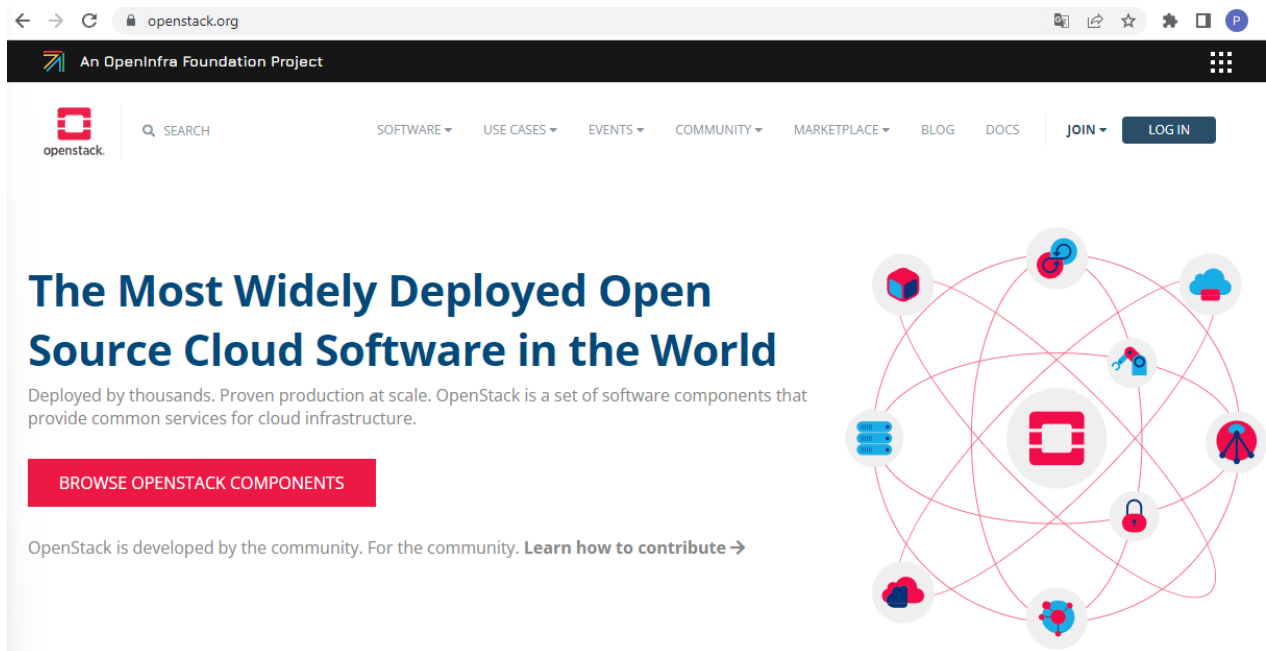 openstack.org
P
An OpenInfra Foundation Project
openstack.
SEARCH
SOFTWARE
USE CASES
EVENTS
COMMUNITY
MARKETPLACE
BLOG
DOCS
JOIN
LOG IN
The Most Widely Deployed Open
Source Cloud Software in the World
Deployed by thousands. Proven production at scale. OpenStack is a set of software components that
provide common services for cloud infrastructure.
BROWSE OPENSTACK COMPONENTS
OpenStack is developed by the community. For the community. Learn how to contribute →